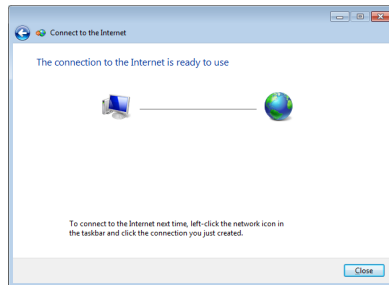 Connect to the Internet
The connection to the Internet is ready to use
To connect to the Internet next time, left-click the network icon in
the taskbar and click the connection you just created.
Close